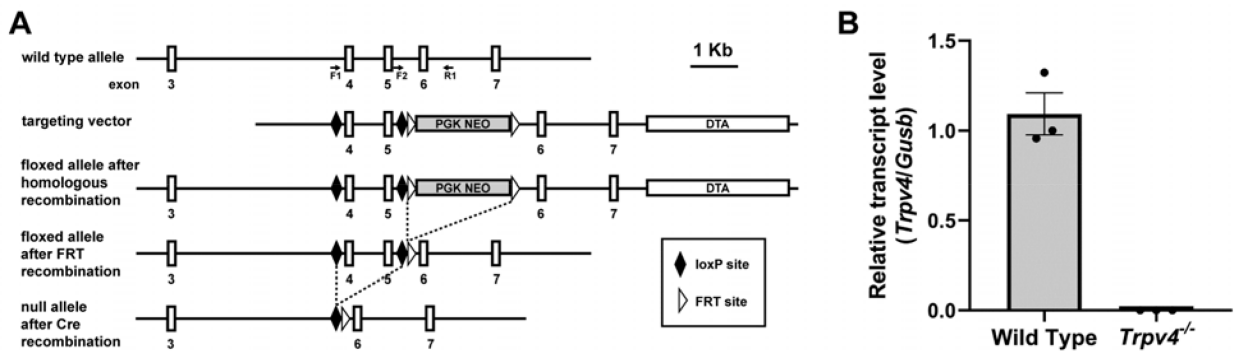 A
wild type allele
exon
3
F1
4
5
F2
6
R1
7
1 Kb
targeting vector
PGK NEO
DTA
4
5
6
7
floxed allele after
homologous
recombination
PGK NEO
DTA
3
4
5
6
7
floxed allele
after FRT
recombination
3
4
5
6
7
null allele
after Cre
recombination
3
6
7
loxP site
FRT site
B
Relative transcript level
(Trpv4/Gusb)
1.5
1.0
0.5
0.0
Wild Type
Trpv4-/-